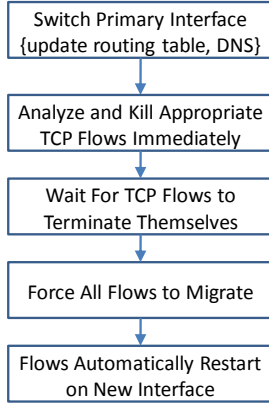 Switch Primary Interface
{update routing table, DNS}
Analyze and Kill Appropriate
TCP Flows Immediately
Wait For TCP Flows to
Terminate Themselves
Force All Flows to Migrate
Flows Automatically Restart
on New Interface